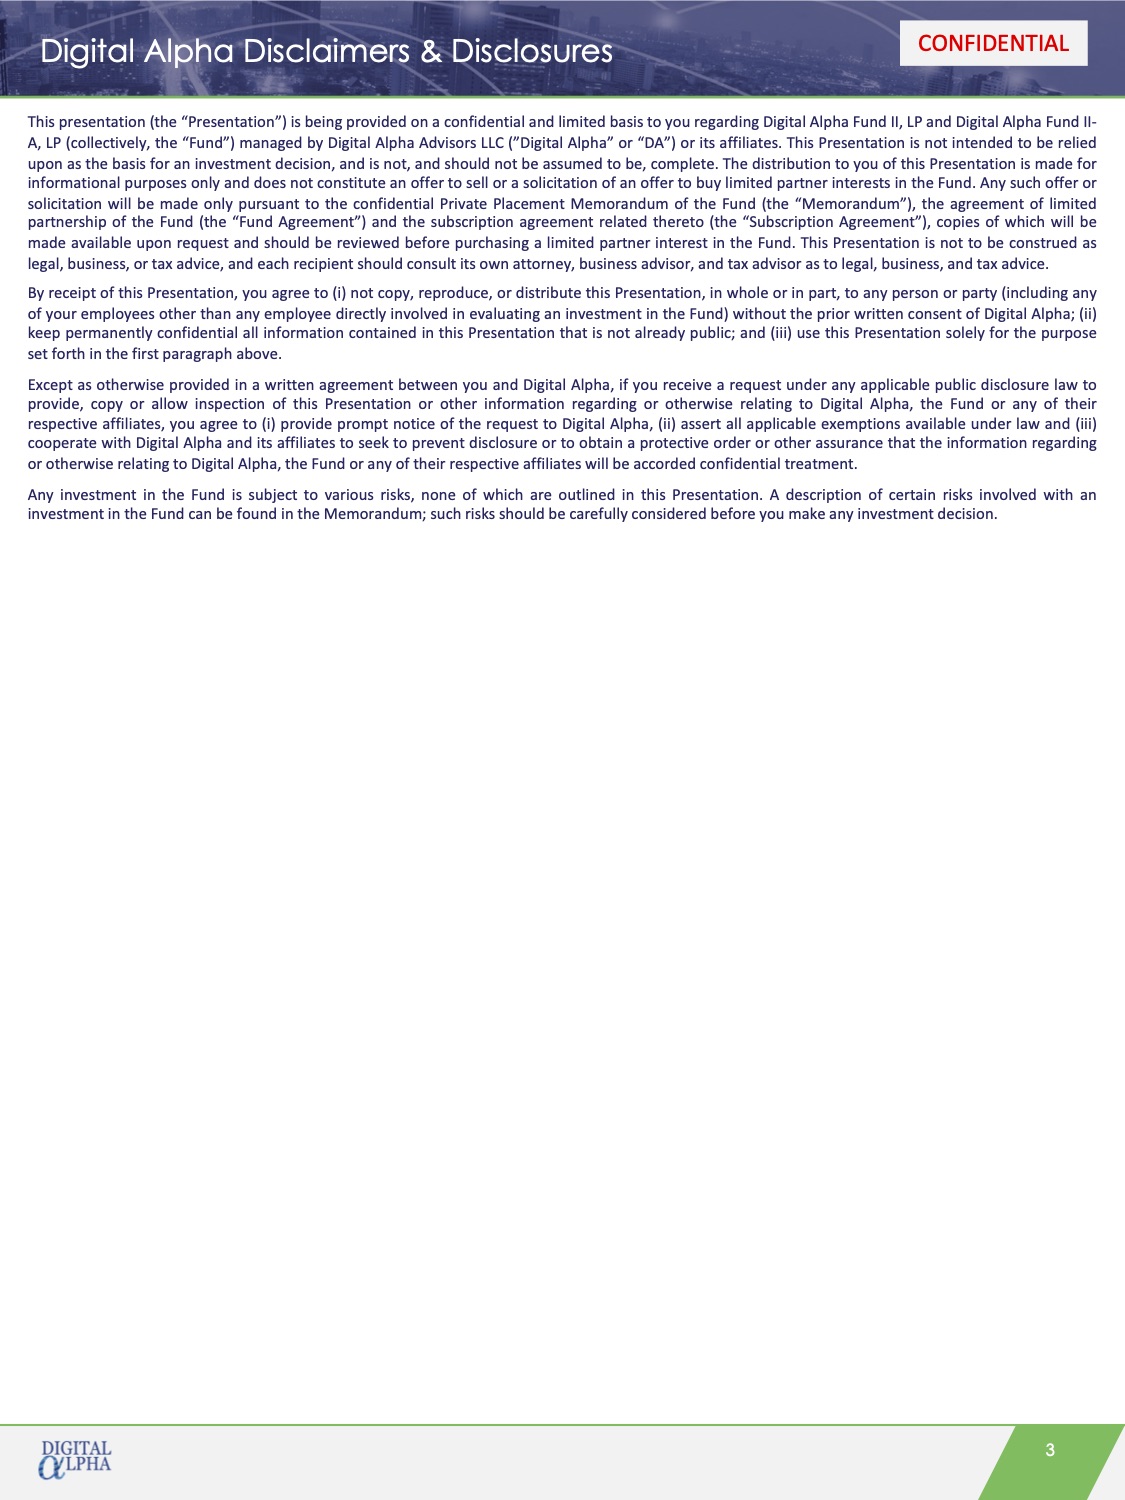 Digital Alpha Disclaimers & Disclosures
CONFIDENTIAL
This presentation (the “Presentation”) is being provided on a confidential and limited basis to you regarding Digital Alpha Fund II, LP and Digital Alpha Fund II-
A, LP (collectively, the “Fund”) managed by Digital Alpha Advisors LLC (”Digital Alpha” or “DA”) or its affiliates. This Presentation is not intended to be relied
upon as the basis for an investment decision, and is not, and should not be assumed to be, complete. The distribution to you of this Presentation is made for
informational purposes only and does not constitute an offer to sell or a solicitation of an offer to buy limited partner interests in the Fund. Any such offer or
solicitation will be made only pursuant to the confidential Private Placement Memorandum of the Fund (the “Memorandum”), the agreement of limited
partnership of the Fund (the “Fund Agreement”) and the subscription agreement related thereto (the “Subscription Agreement”), copies of which will be
made available upon request and should be reviewed before purchasing a limited partner interest in the Fund. This Presentation is not to be construed as
legal, business, or tax advice, and each recipient should consult its own attorney, business advisor, and tax advisor as to legal, business, and tax advice.
By receipt of this Presentation, you agree to (i) not copy, reproduce, or distribute this Presentation, in whole or in part, to any person or party (including any
of your employees other than any employee directly involved in evaluating an investment in the Fund) without the prior written consent of Digital Alpha; (ii)
keep permanently confidential all information contained in this Presentation that is not already public; and (iii) use this Presentation solely for the purpose
set forth in the first paragraph above.
Except as otherwise provided in a written agreement between you and Digital Alpha, if you receive a request under any applicable public disclosure law to
provide, copy or allow inspection of this Presentation or other information regarding or otherwise relating to Digital Alpha, the Fund or any of their
respective affiliates, you agree to (i) provide prompt notice of the request to Digital Alpha, (ii) assert all applicable exemptions available under law and (iii)
cooperate with Digital Alpha and its affiliates to seek to prevent disclosure or to obtain a protective order or other assurance that the information regarding
or otherwise relating to Digital Alpha, the Fund or any of their respective affiliates will be accorded confidential treatment.
Any investment in the Fund is subject to various risks, none of which are outlined in this Presentation. A description of certain risks involved with an
investment in the Fund can be found in the Memorandum; such risks should be carefully considered before you make any investment decision.
DIGITAL
αLPHA
3